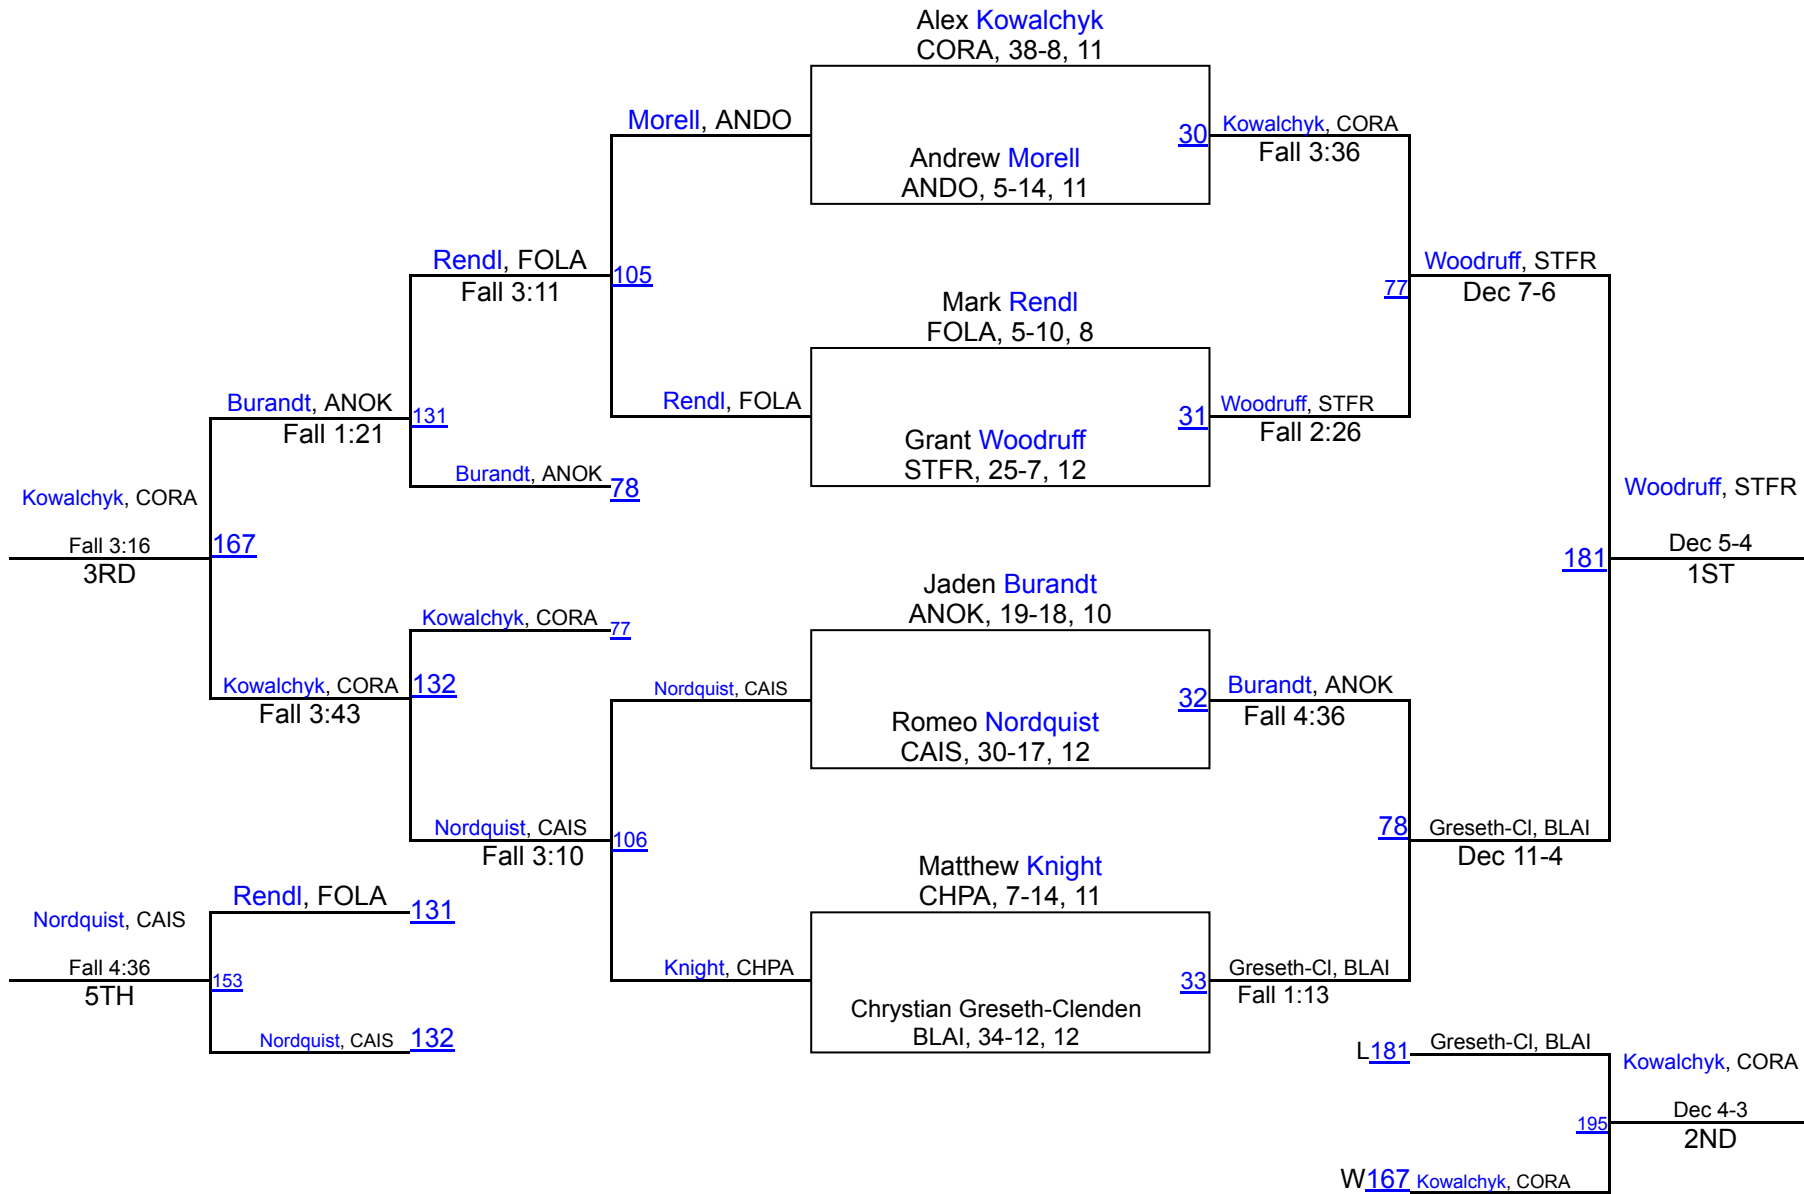 Alex Kowalchyk
CORA, 38-8, 11
Morell, ANDO
30
Kowalchyk, CORA
Fall 3:36
Andrew Morell
ANDO, 5-14, 11
Rendl, FOLA
Fall 3:11
105
Woodruff, STFR
Dec 7-6
77
Mark Rendl
FOLA, 5-10, 8
Burandt, ANOK
Fall 1:21
131
Rendl, FOLA
31
Woodruff, STFR
Fall 2:26
Grant Woodruff
STFR, 25-7, 12
Burandt, ANOK
78
Kowalchyk, CORA
Fall 3:16
3RD
167
Woodruff, STFR
181
Dec 5-4
1ST
Jaden Burandt
ANOK, 19-18, 10
Kowalchyk, CORA
77
Kowalchyk, CORA
Fall 3:43
132
Nordquist, CAIS
32
Burandt, ANOK
Fall 4:36
Romeo Nordquist
CAIS, 30-17, 12
Nordquist, CAIS
Fall 3:10
106
78
Greseth-Cl, BLAI
Dec 11-4
Matthew Knight
CHPA, 7-14, 11
Rendl, FOLA
131
Nordquist, CAIS
Fall 4:36
5TH
153
Knight, CHPA
33
Greseth-Cl, BLAI
Fall 1:13
Chrystian Greseth-Clenden
BLAI, 34-12, 12
Nordquist, CAIS
132
L181
Greseth-Cl, BLAI
Kowalchyk, CORA
195
Dec 4-3
2ND
W167
Kowalchyk, CORA